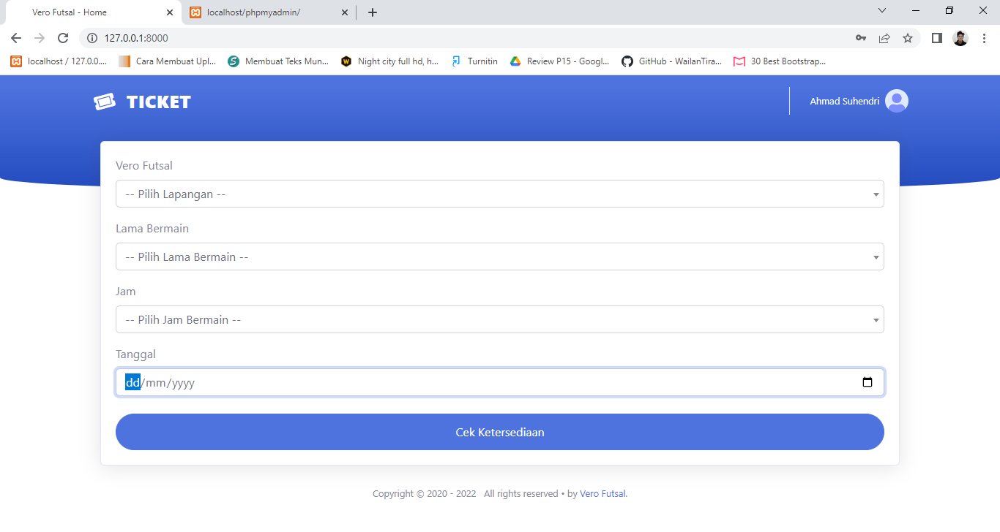 Vero Futsal - Home
localhost/phpmyadmin/
127.0.0.1:8000
localhost / 127.0.0.... Cara Membuat Upl... Membuat Teks Mun... Night city full hd, h... Turnitin Review P15 - Googl... GitHub - WailanTira... 30 Best Bootstrap...
TICKET
Ahmad Suhendri
Vero Futsal
-- Pilih Lapangan --
Lama Bermain
-- Pilih Lama Bermain --
Jam
-- Pilih Jam Bermain --
Tanggal
dd/mm/yyyy
Cek Ketersediaan
Copyright © 2020 - 2022 All rights reserved • by Vero Futsal.